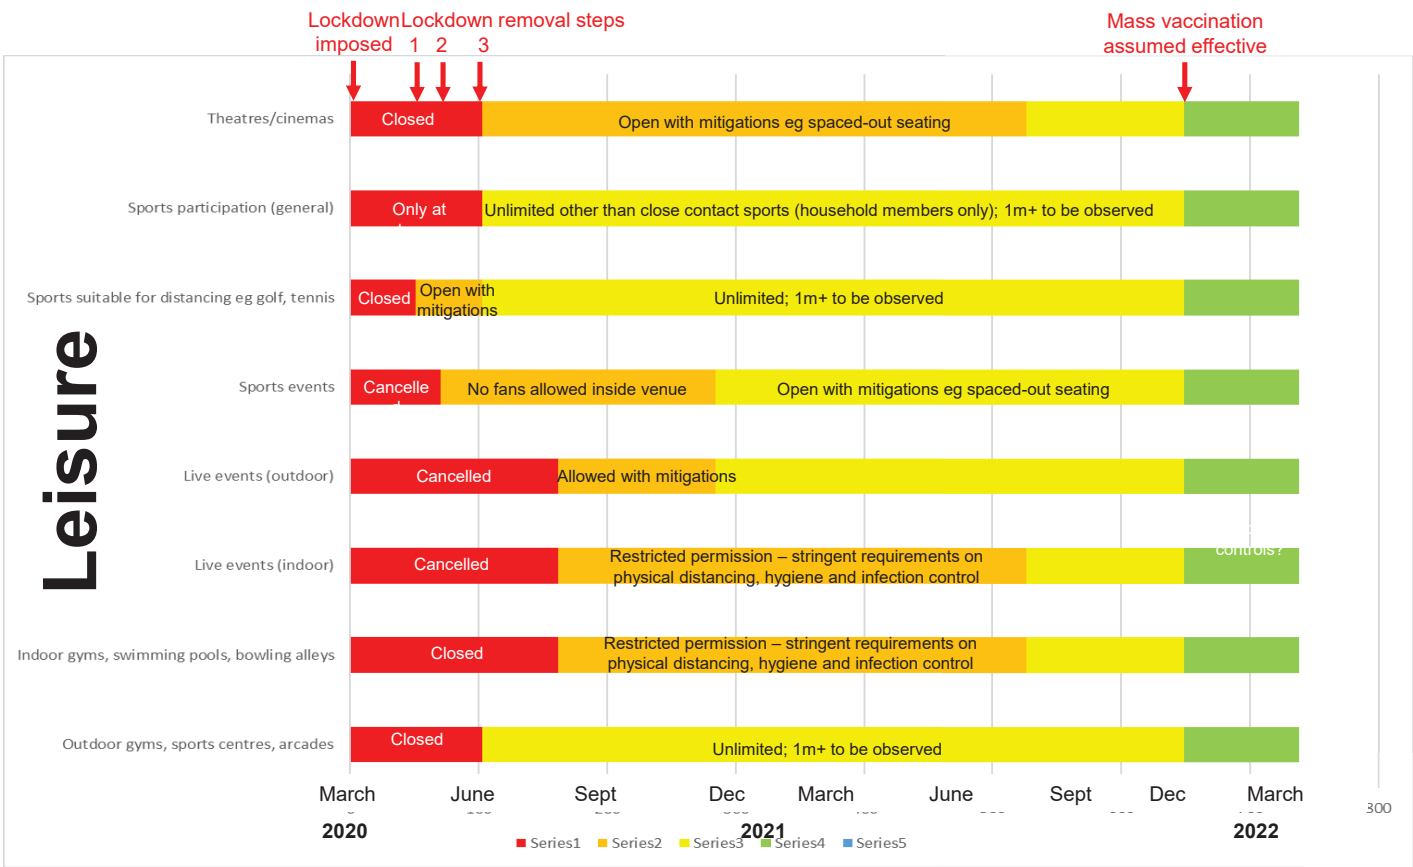 Lockdown Lockdown removal steps
imposed 1 2 3
Mass vaccination
assumed effective
Leisure
Theatres/cinemas
Closed
Open with mitigations eg spaced-out seating
Sports participation (general)
Only at
Unlimited other than close contact sports (household members only); 1m+ to be observed
Sports suitable for distancing eg golf, tennis
Closed
Open with
mitigations
Unlimited; 1m+ to be observed
Sports events
Cancelle
No fans allowed inside venue
Open with mitigations eg spaced-out seating
Live events (outdoor)
Cancelled
Allowed with mitigations
Live events (indoor)
Cancelled
Restricted permission – stringent requirements on
physical distancing, hygiene and infection control
controls?
Indoor gyms, swimming pools, bowling alleys
Closed
Restricted permission – stringent requirements on
physical distancing, hygiene and infection control
Outdoor gyms, sports centres, arcades
Closed
Unlimited; 1m+ to be observed
March June Sept Dec March June Sept Dec March
2020 2021 2022
Series1 Series2 Series3 Series4 Series5